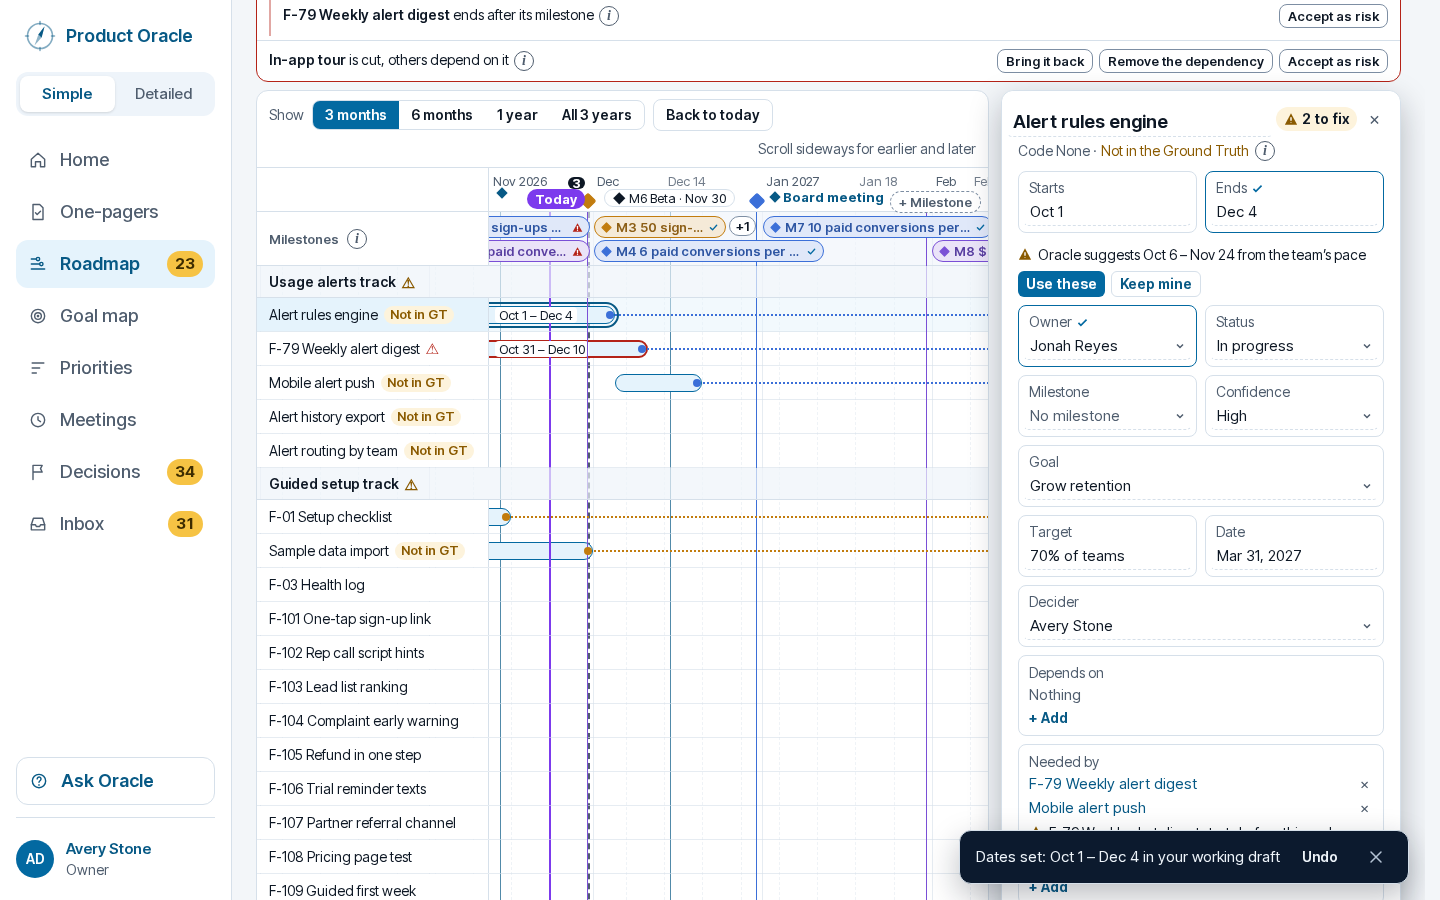 Product Oracle
Simple
Detailed
Home
One-pagers
Roadmap
23
Goal map
Priorities
Meetings
Decisions
34
Inbox
31
Ask Oracle
AD
Avery Stone
Owner
F-79 Weekly alert digest ends after its milestone i
Accept as risk
In-app tour is cut, others depend on it i
Bring it back
Remove the dependency
Accept as risk
Show
3 months
6 months
1 year
All 3 years
Back to today
Scroll sideways for earlier and later
Nov 2026
3
Dec
Dec 14
Jan 2027
Jan 18
Feb
Fe
Today
M6 Beta · Nov 30
Board meeting
+ Milestone
Milestones i
sign-ups ...
M3 50 sign-...
+1
M7 10 paid conversions per...
paid conve...
M4 6 paid conversions per ...
M8 $
Usage alerts track
Alert rules engine
Not in GT
Oct 1 – Dec 4
F-79 Weekly alert digest
Oct 31 – Dec 10
Mobile alert push
Not in GT
Alert history export
Not in GT
Alert routing by team
Not in GT
Guided setup track
F-01 Setup checklist
Sample data import
Not in GT
F-03 Health log
F-101 One-tap sign-up link
F-102 Rep call script hints
F-103 Lead list ranking
F-104 Complaint early warning
F-105 Refund in one step
F-106 Trial reminder texts
F-107 Partner referral channel
F-108 Pricing page test
F-109 Guided first week
Alert rules engine
2 to fix
×
Code None · Not in the Ground Truth i
Starts
Oct 1
Ends
Dec 4
Oracle suggests Oct 6 – Nov 24 from the team's pace
Use these
Keep mine
Owner
Jonah Reyes
Status
In progress
Milestone
No milestone
Confidence
High
Goal
Grow retention
Target
70% of teams
Date
Mar 31, 2027
Decider
Avery Stone
Depends on
Nothing
+ Add
Needed by
F-79 Weekly alert digest
×
Mobile alert push
×
+ Add
Dates set: Oct 1 – Dec 4 in your working draft
Undo